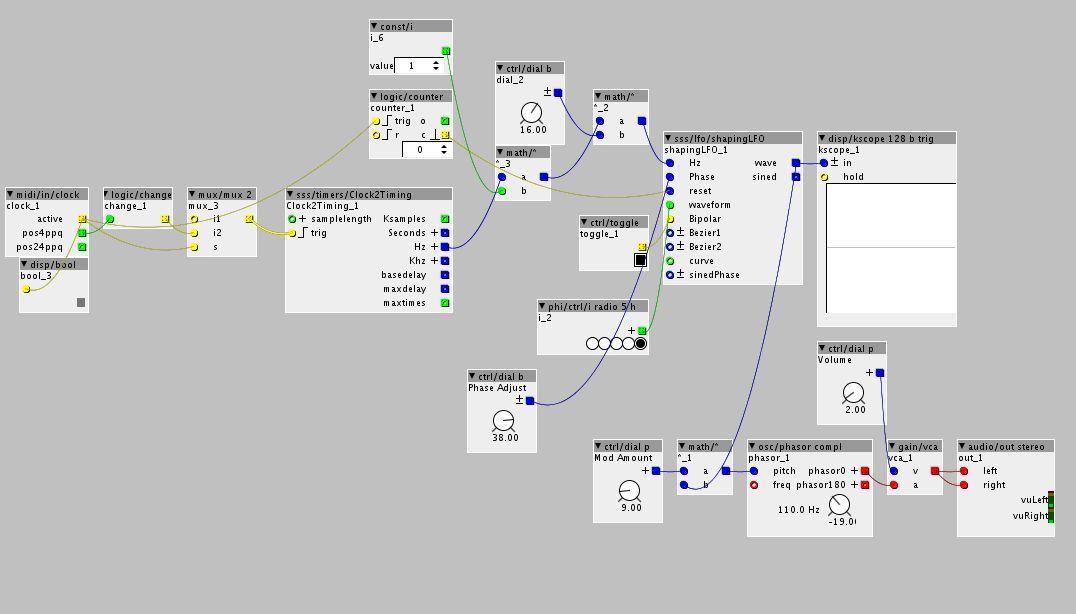 const/i
i_6
value 1
logic/counter
counter_1
trig o
r c
0
ctrl/dial b
dial_2
±
16.00
math/*
*_2
a
b
math/*
*_3
a
b
sss/lfo/shapingLFO
shapingLFO_1
Hz wave
Phase sined
reset
waveform
Bipolar
± Bezier1
± Bezier2
curve
± sinedPhase
disp/kscope 128 b trig
kscope_1
± in
hold
midi/in/clock
clock_1
active
pos4ppq
pos24ppq
logic/change
change_1
mux/mux 2
mux_3
i1
i2
s
sss/timers/Clock2Timing
Clock2Timing_1
+ samplelength Ksamples
trig Seconds +
Hz +
Khz +
basedelay
maxdelay
maxtimes
disp/bool
bool_3
ctrl/toggle
toggle_1
phi/ctrl/i radio 5 h
i_2
+
ctrl/dial b
Phase Adjust
±
38.00
ctrl/dial p
Volume
+
2.00
ctrl/dial p
Mod Amount
+
9.00
math/*
*_1
a
b
osc/phasor compl
phasor_1
pitch phasor0 +
freq phasor180 +
110.0 Hz
-19.0
gain/vca
vca_1
v
a
audio/out stereo
out_1
left
right
vuLeft
vuRight